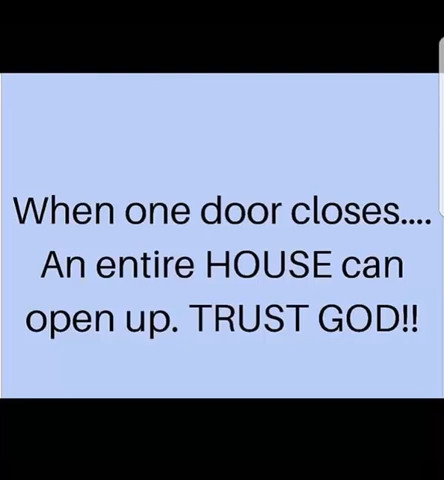 When one door closes....
An entire HOUSE can
open up. TRUST GOD!!